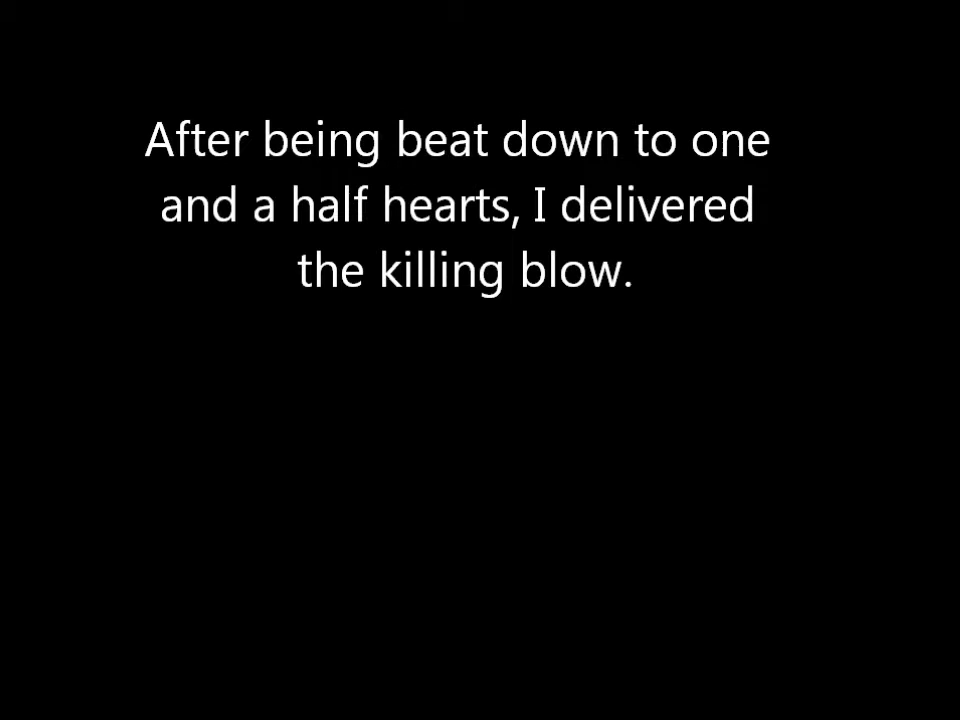 After being beat down to one
and a half hearts, I delivered
the killing blow.